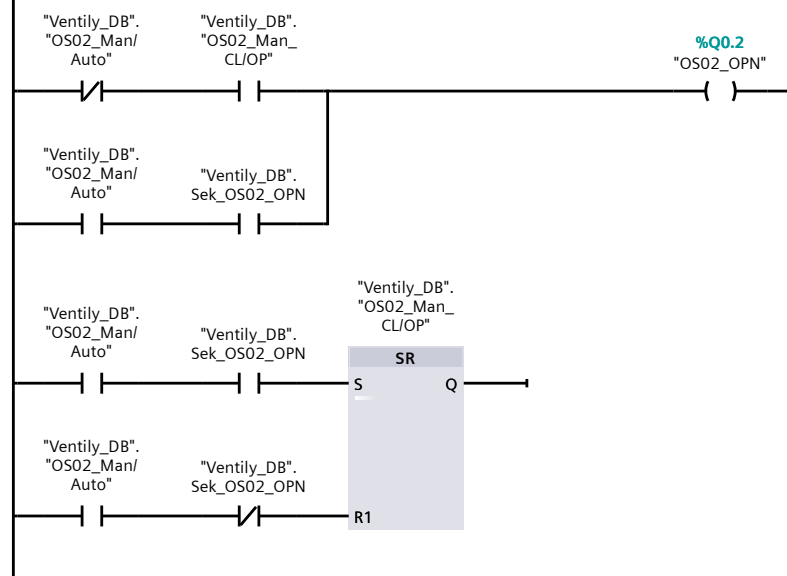 "Ventily_DB".
"OS02_Man/
Auto"
"Ventily_DB".
"OS02_Man_
CL/OP"
%Q0.2
"OS02_OPN"
"Ventily_DB".
"OS02_Man/
Auto"
"Ventily_DB".
Sek_OS02_OPN
"Ventily_DB".
"OS02_Man_
CL/OP"
"Ventily_DB".
"OS02_Man/
Auto"
"Ventily_DB".
Sek_OS02_OPN
SR
S
Q
"Ventily_DB".
"OS02_Man/
Auto"
"Ventily_DB".
Sek_OS02_OPN
R1